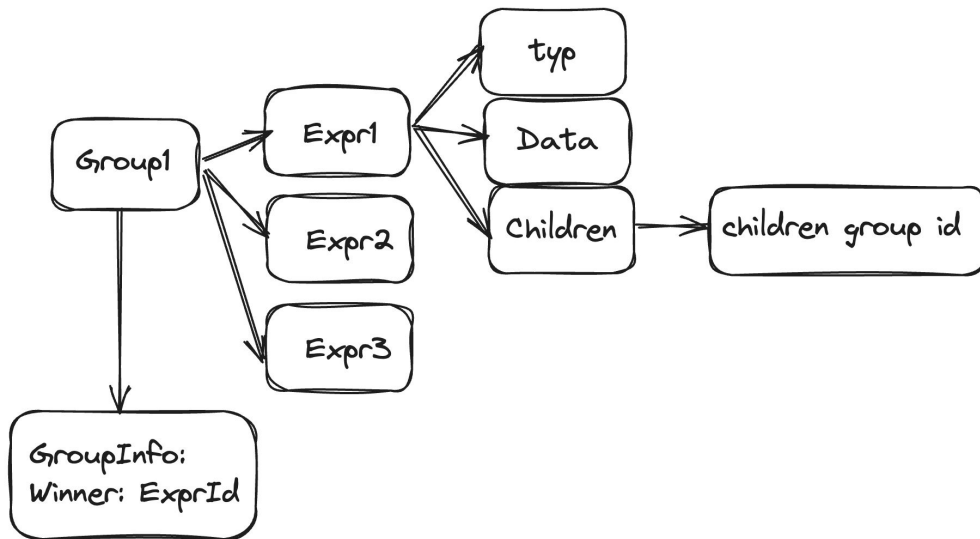 typ
Group1
Expr1
Data
Expr2
Children
children group id
Expr3
GroupInfo:
Winner: ExprId